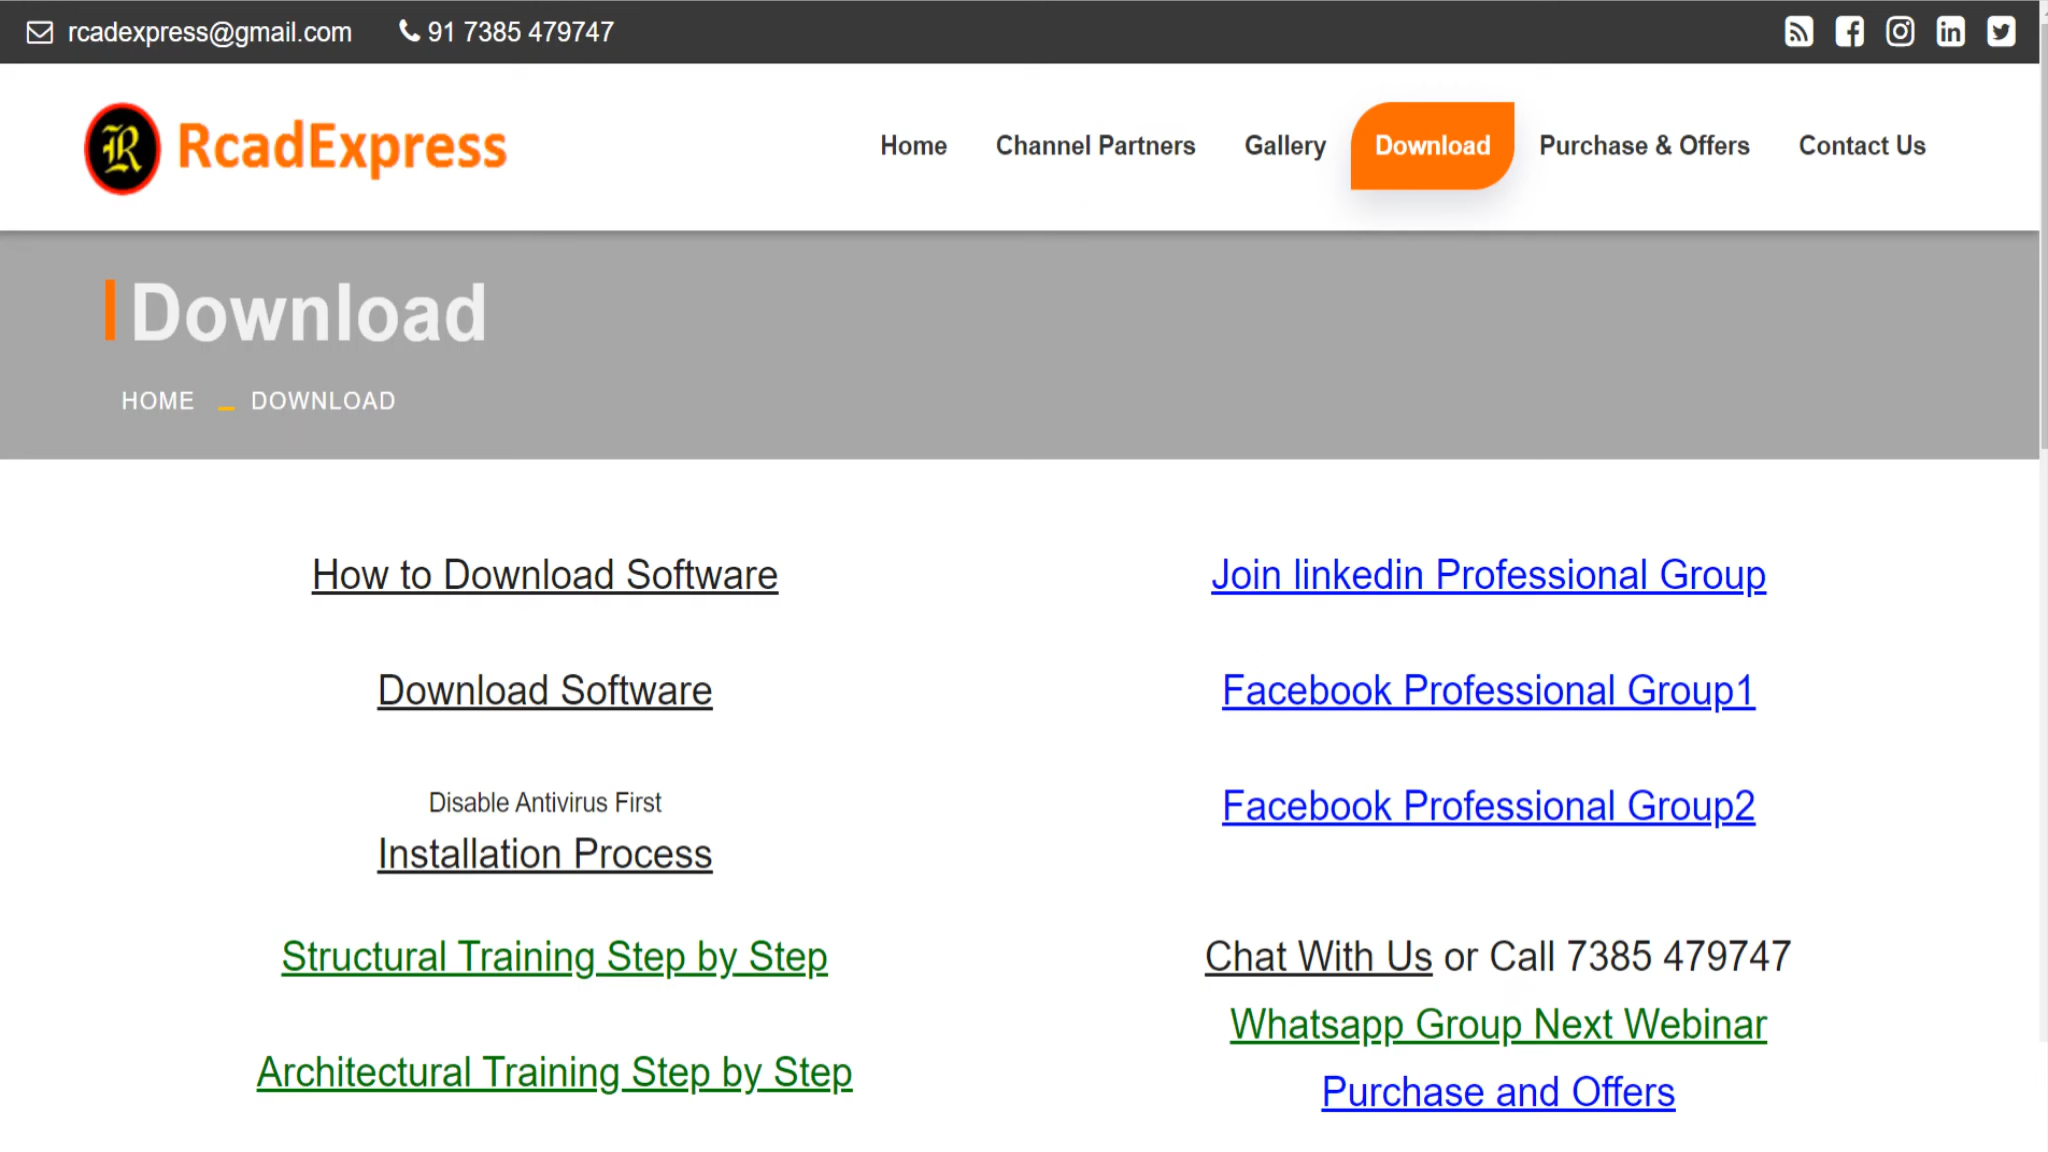 rcadexpress@gmail.com 91 7385 479747
R RcadExpress
Home Channel Partners Gallery Download Purchase & Offers Contact Us
Download
HOME DOWNLOAD
How to Download Software
Join linkedin Professional Group
Download Software
Facebook Professional Group1
Disable Antivirus First
Installation Process
Facebook Professional Group2
Structural Training Step by Step
Chat With Us or Call 7385 479747
Whatsapp Group Next Webinar
Architectural Training Step by Step
Purchase and Offers